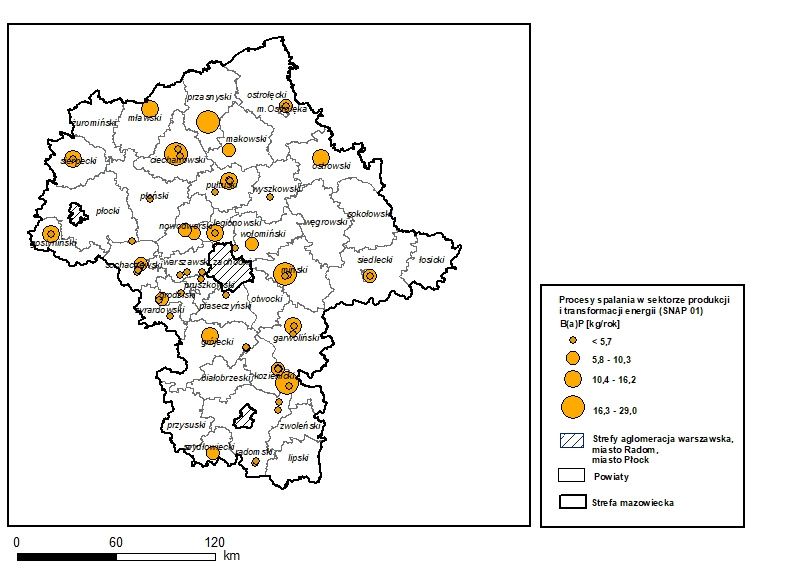 przasnyski
ostrołęcki
m.Ostrołęka
mławski
żuromiński
makowski
ciechanowski
sierpecki
ostrowski
pułtuski
wyszkowski
płoński
płocki
sokołowski
węgrowski
legionowski
nowodworski
wołomiński
gostyniński
siedlecki
łosicki
warszawski zachodni
sochaczewski
miński
pruszkowski
grodziski
otwocki
piaseczyński
żyrardowski
garwoliński
grójecki
białobrzeski
kozienicki
przysuski
zwoleński
szydłowiecki
radomski
lipski
Procesy spalania w sektorze produkcji
i transformacji energii (SNAP 01)
B(a)P [kg/rok]
< 5,7
5,8 - 10,3
10,4 - 16,2
16,3 - 29,0
Strefy aglomeracja warszawska,
miasto Radom,
miasto Płock
Powiaty
Strefa mazowiecka
0 60 120
km